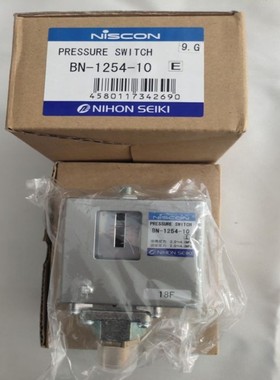 NISCON
PRESSURE SWITCH
9. G
BN-1254-10 E
4580117342690
NIHON SEIKI
NISCON
PRESSURE SWITCH
BN-1254-10
NIHON SEIKI
18F